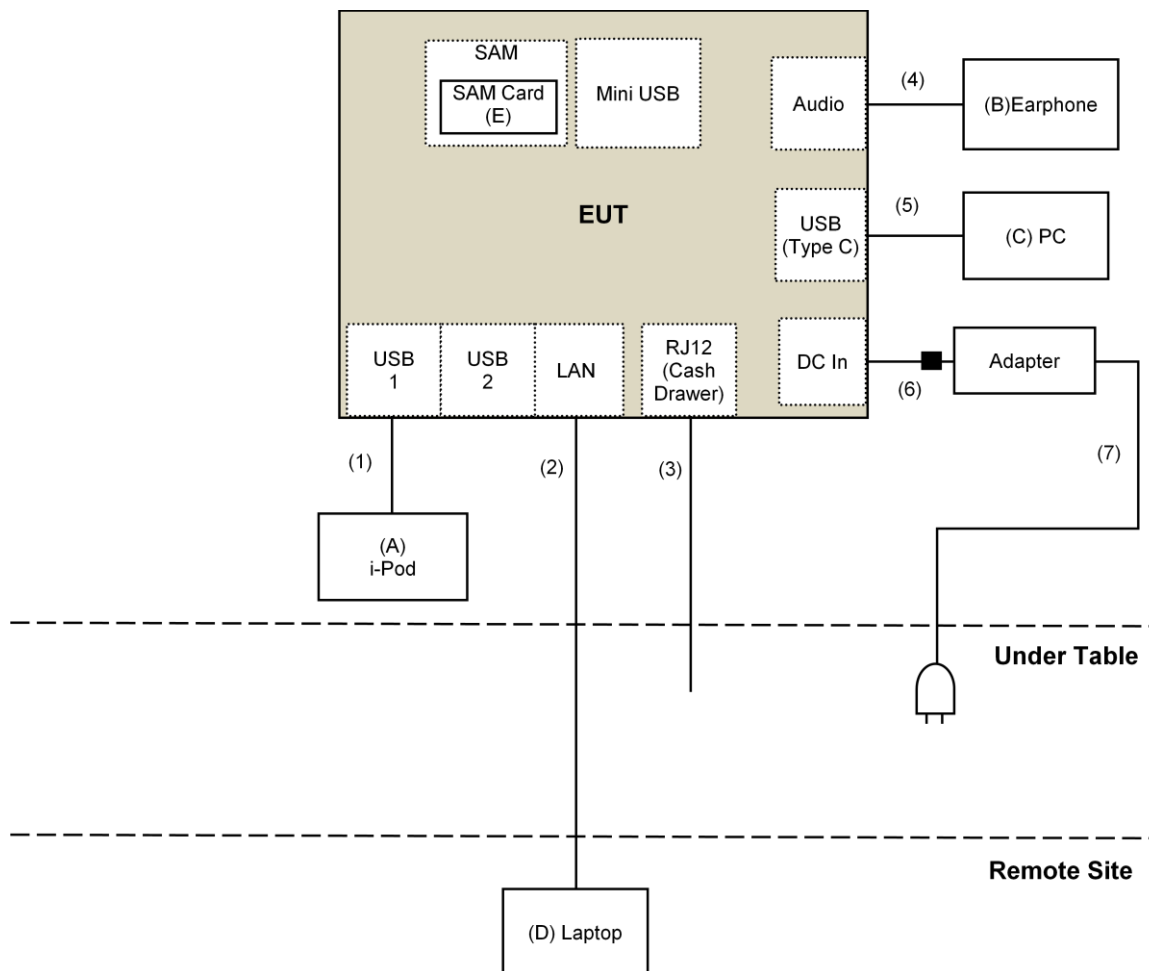 SAM
SAM Card
(E)
Mini USB
Audio
(4)
(B)Earphone
EUT
USB
(Type C)
(5)
(C) PC
USB
1
USB
2
LAN
RJ12
(Cash
Drawer)
DC In
(6)
Adapter
(1)
(2)
(3)
(7)
(A)
i-Pod
Under Table
Remote Site
(D) Laptop